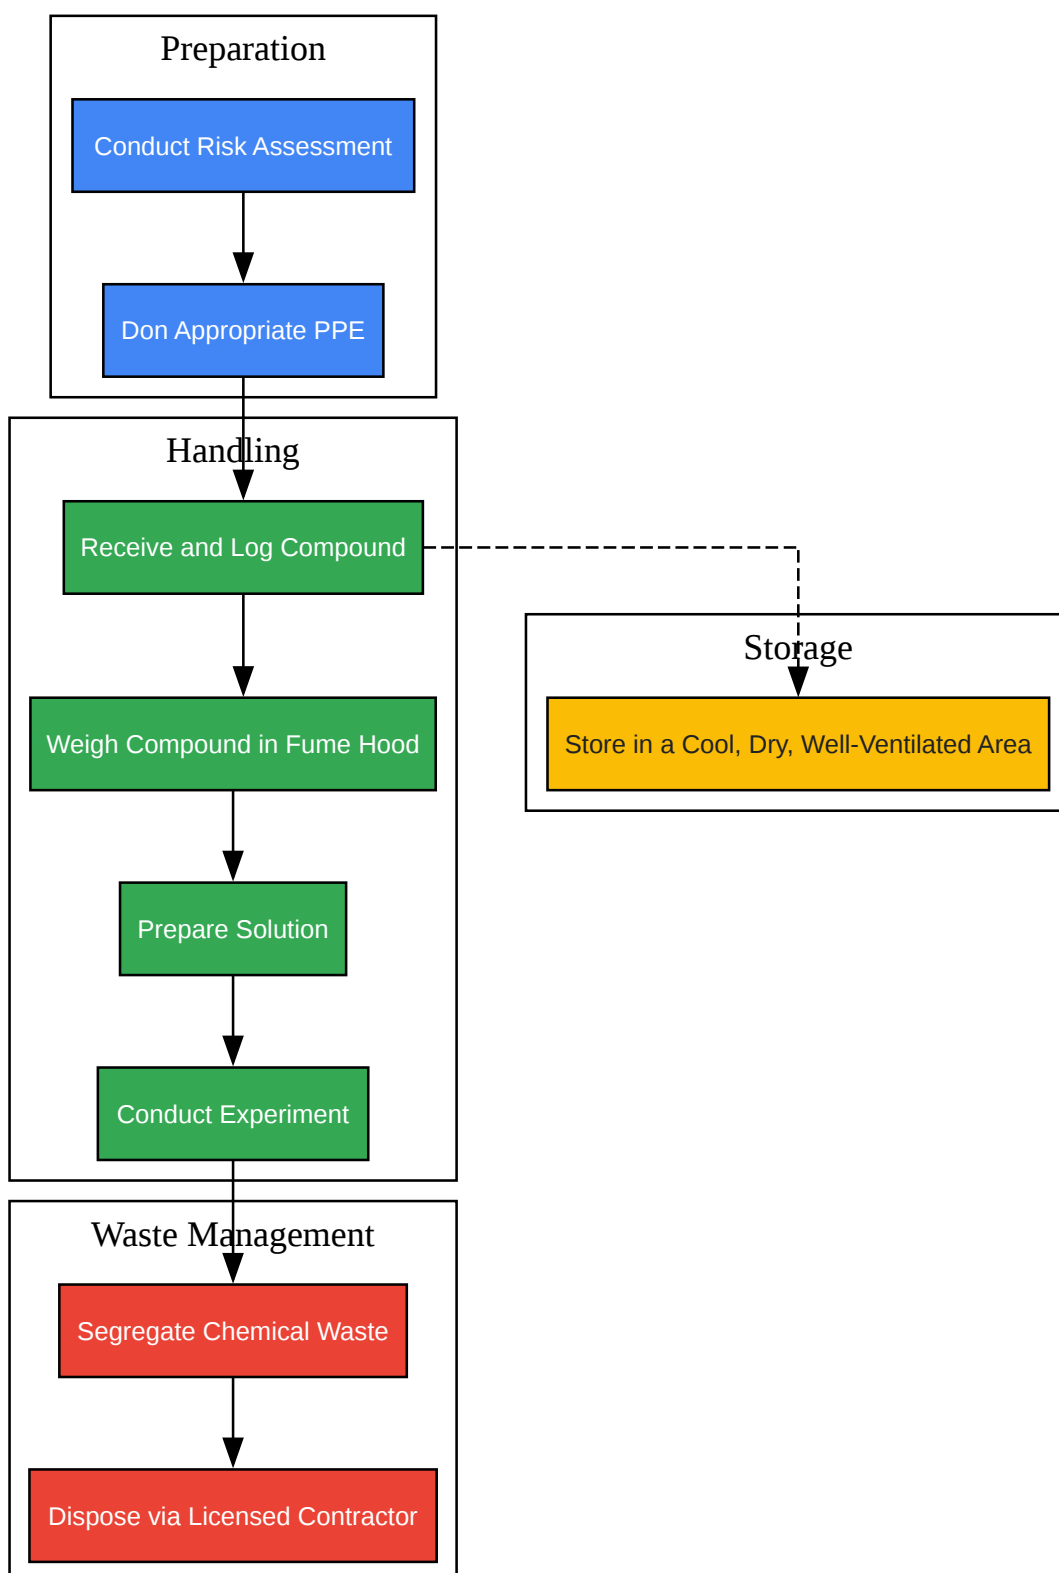 Preparation
Conduct Risk Assessment
Don Appropriate PPE
Handling
Receive and Log Compound
Storage
Weigh Compound in Fume Hood
Store in a Cool, Dry, Well-Ventilated Area
Prepare Solution
Conduct Experiment
Waste Management
Segregate Chemical Waste
Dispose via Licensed Contractor